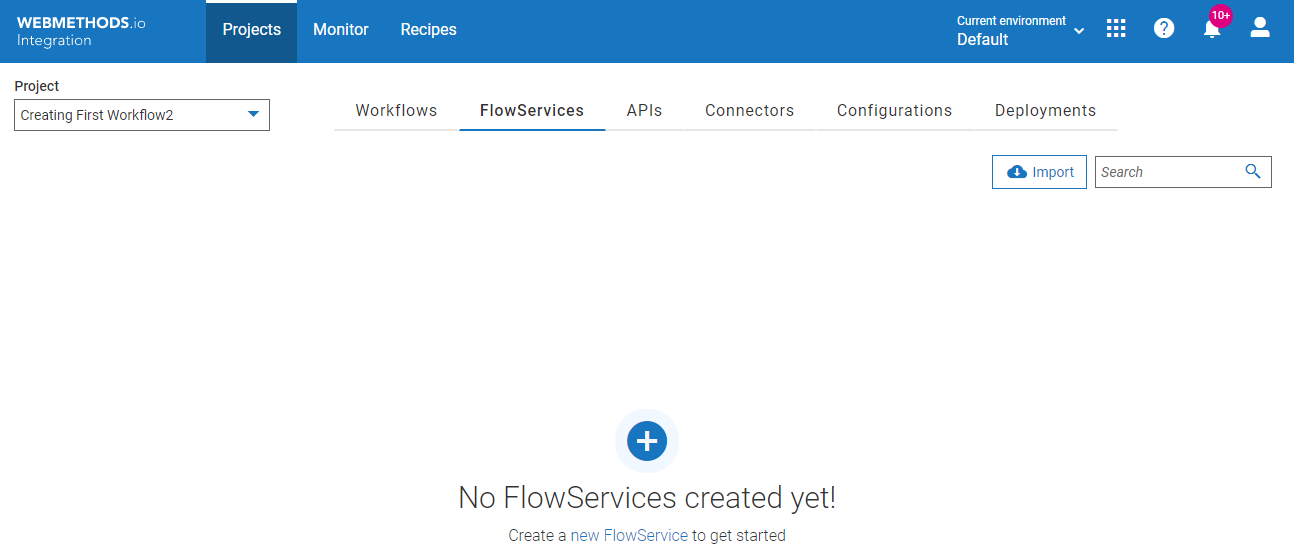 WEBMETHODS.io
Integration
Projects
Monitor
Recipes
Current environment
Default
10+
Project
Creating First Workflow2
Workflows
FlowServices
APIs
Connectors
Configurations
Deployments
Import
Search
No FlowServices created yet!
Create a new FlowService to get started